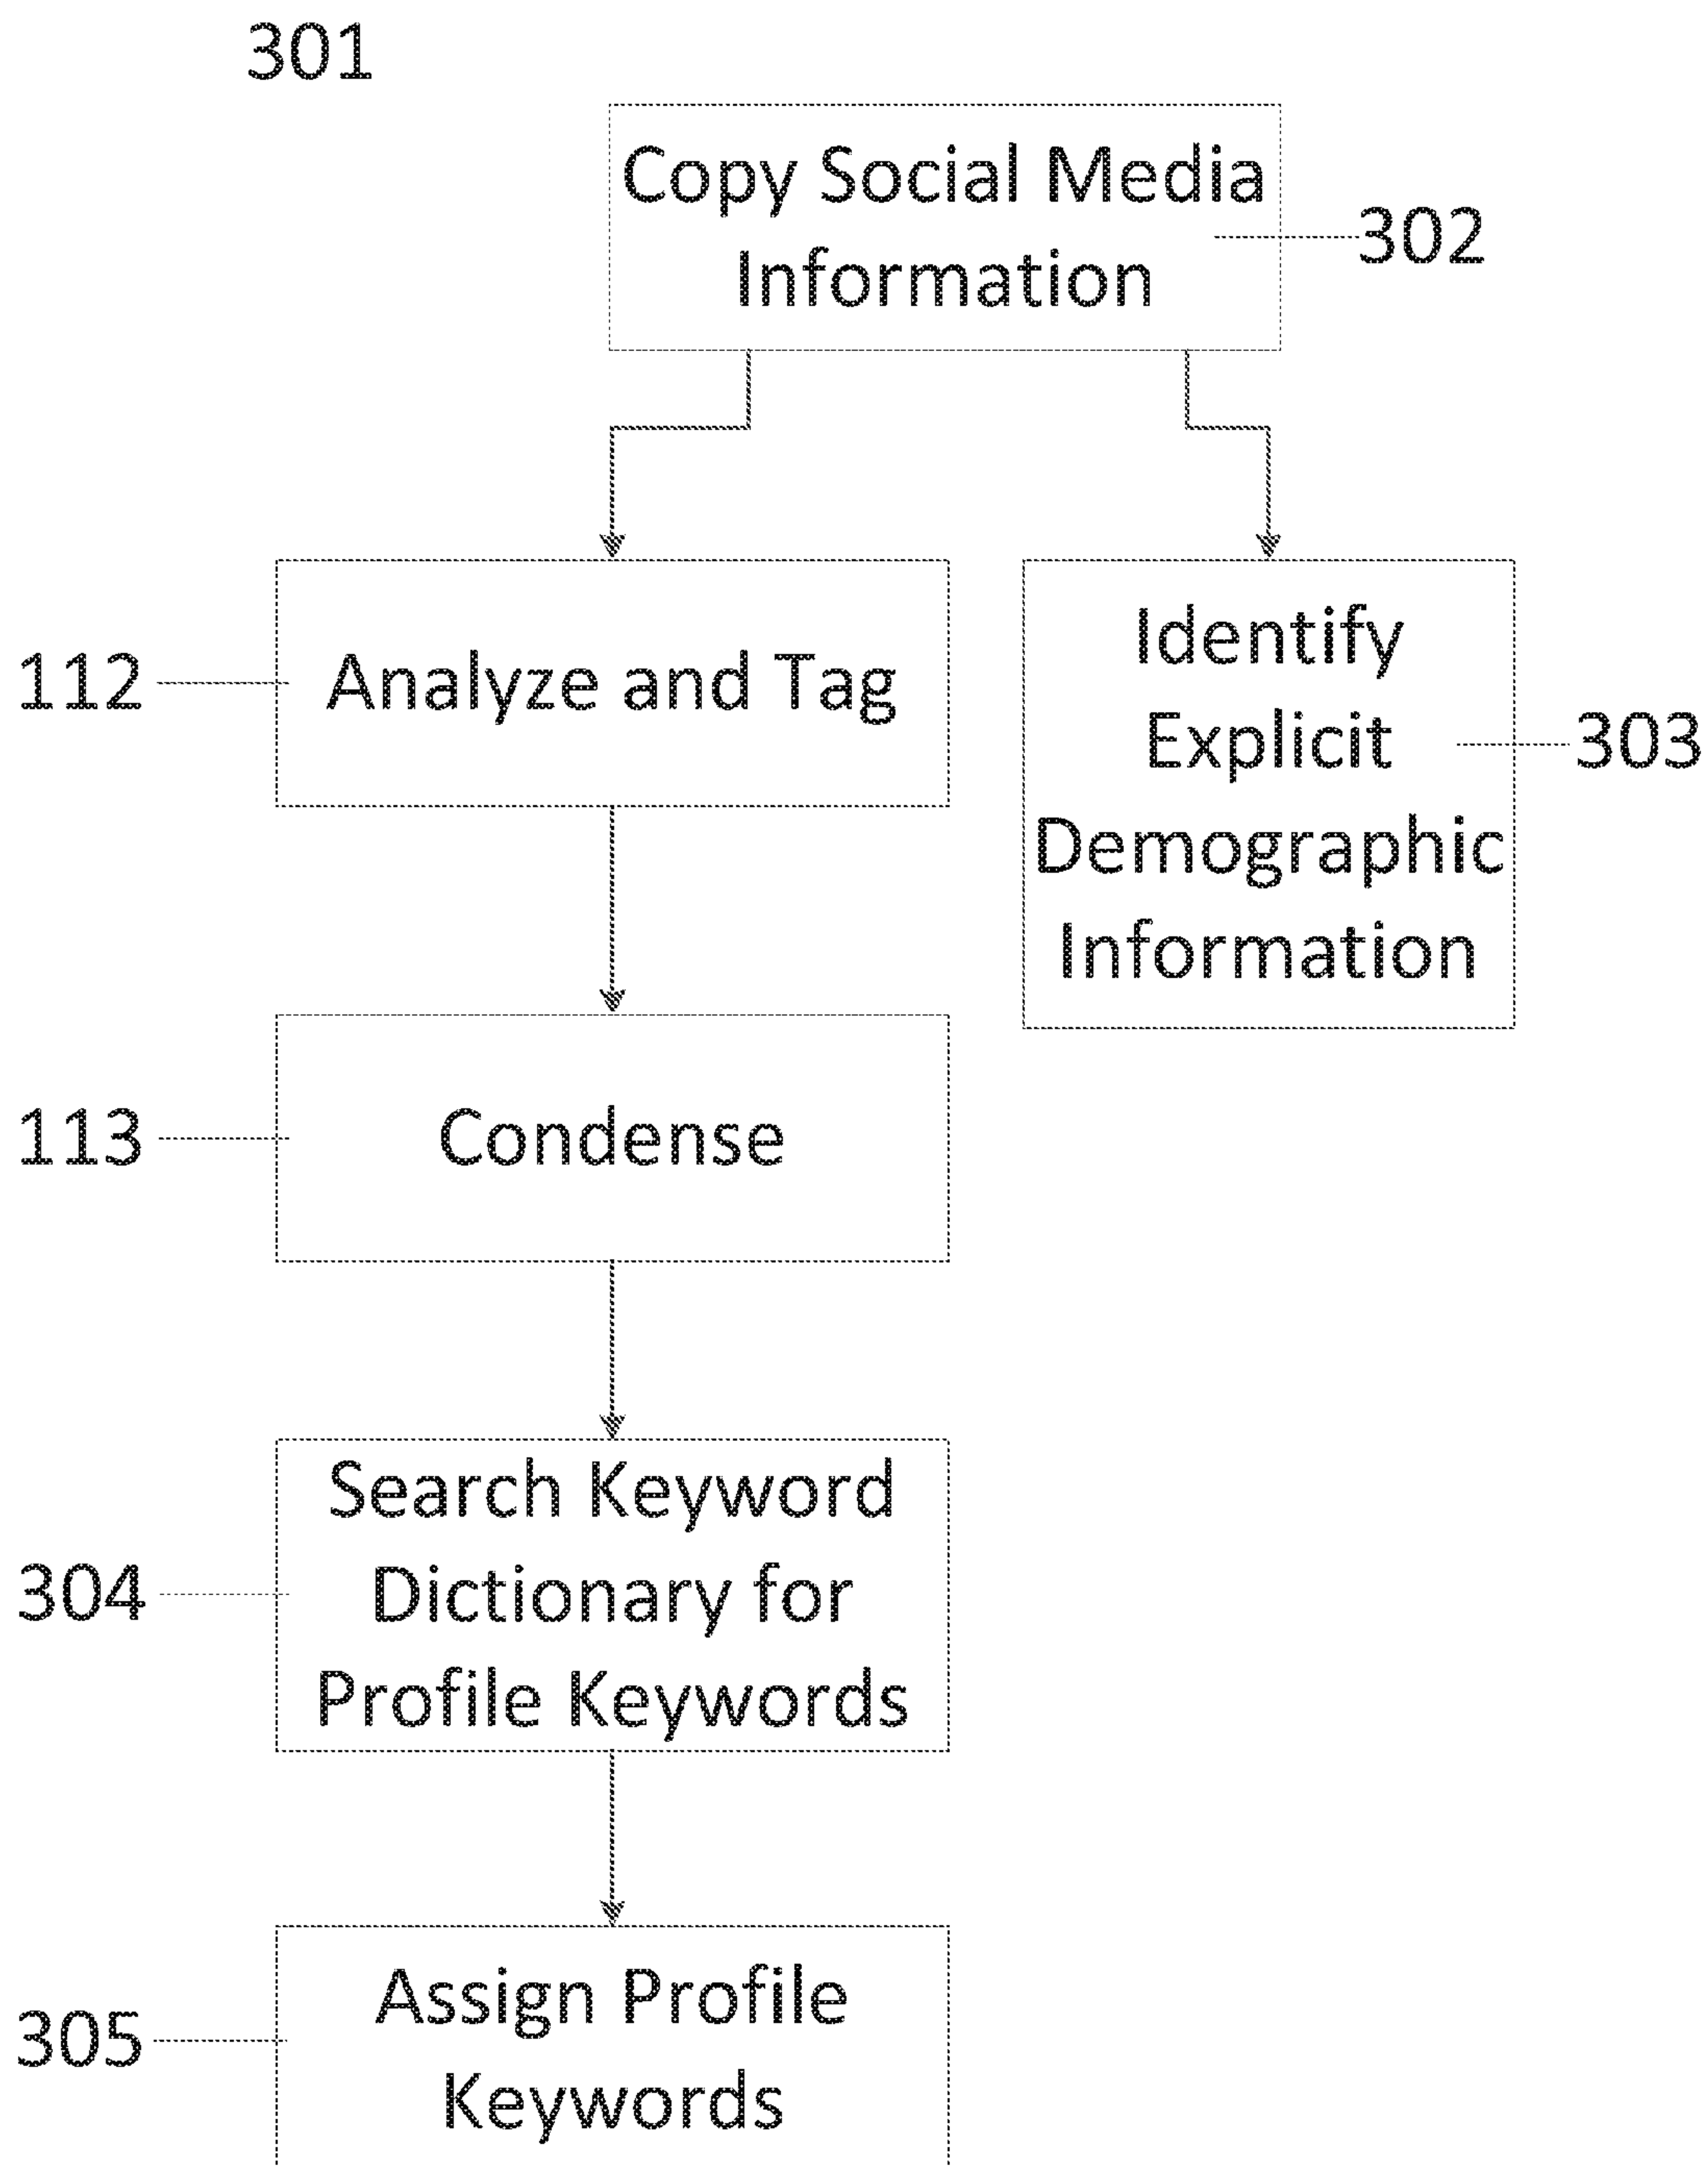 301
Copy Social Media
Information
302
112
Analyze and Tag
Identify
Explicit
Demographic
Information
303
113
Condense
304
Search Keyword
Dictionary for
Profile Keywords
305
Assign Profile
Keywords